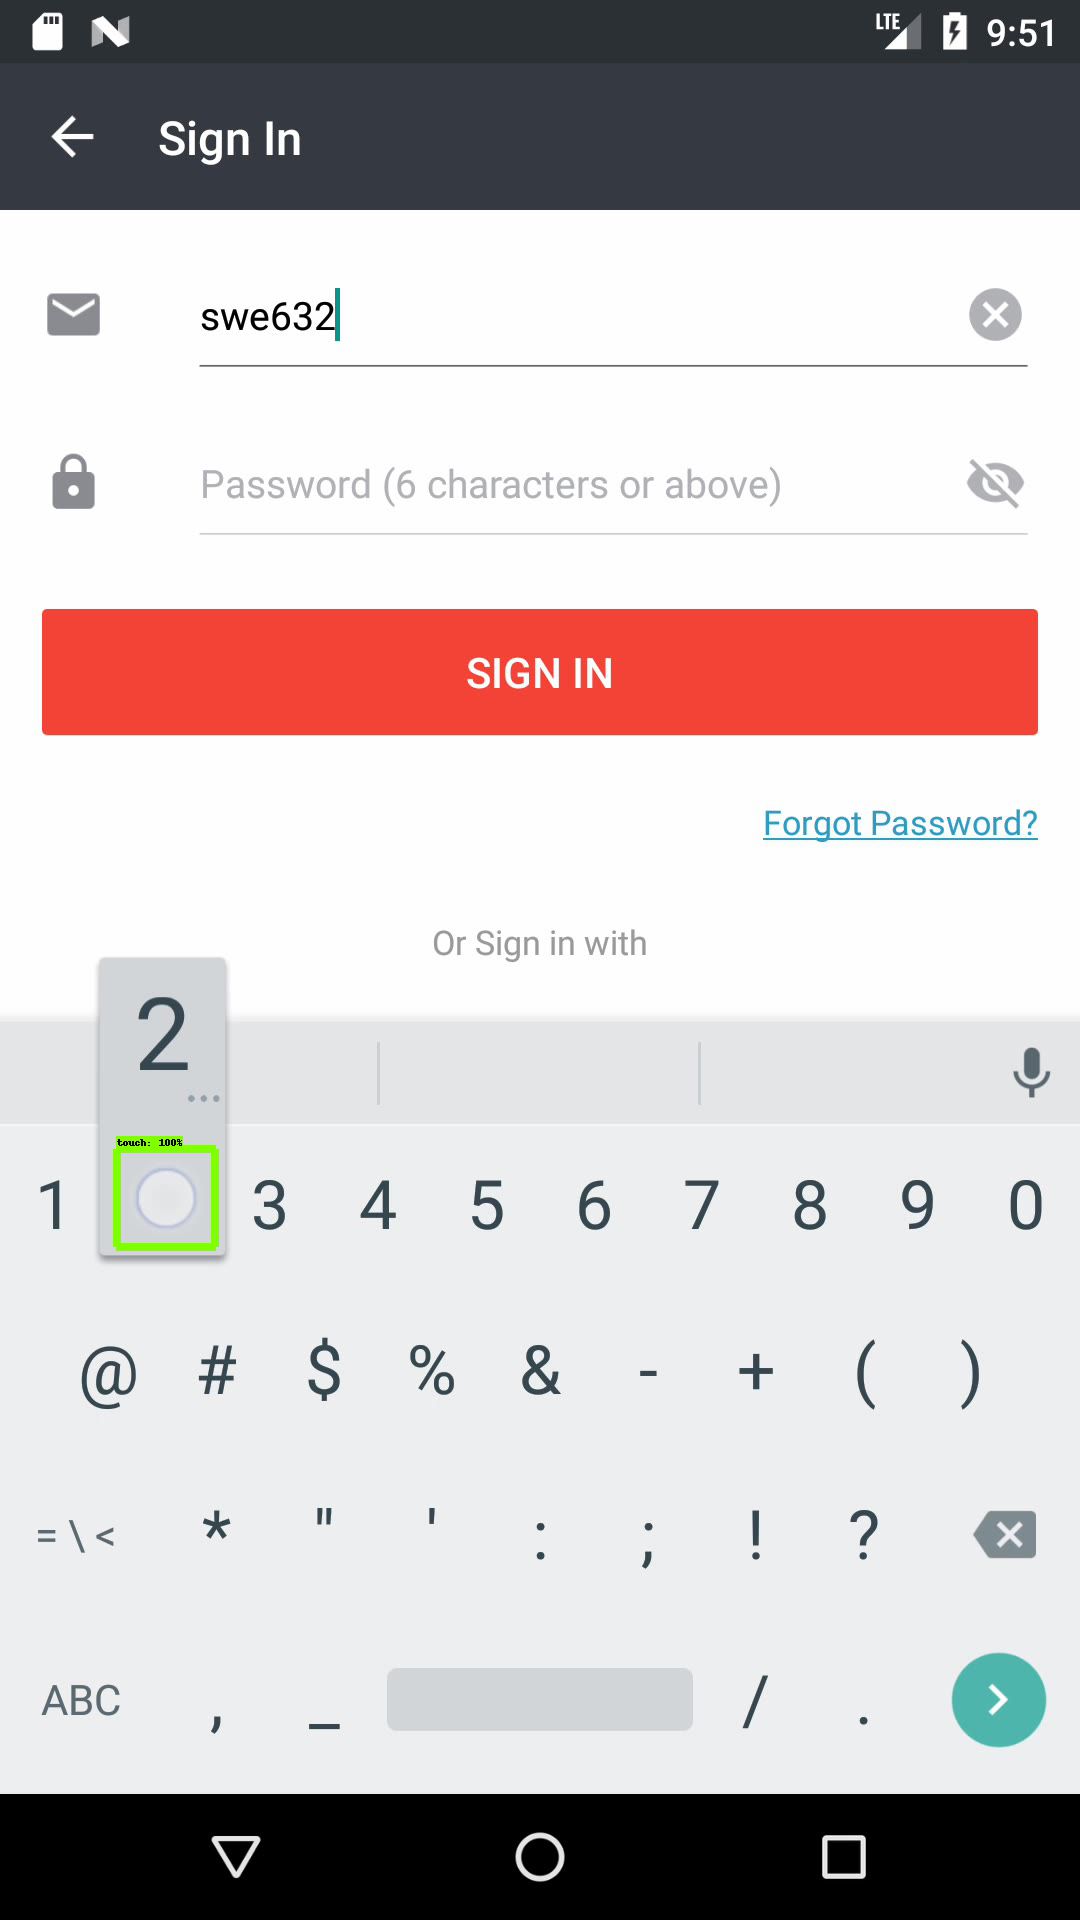 LTE 9:51
Sign In
swe632
Password (6 characters or above)
SIGN IN
Forgot Password?
Or Sign in with
2
...
touch: 100%
1 3 4 5 6 7 8 9 0
@ # $ % & - + ( )
= \ < * " ' : ; ! ?
ABC , _ / .